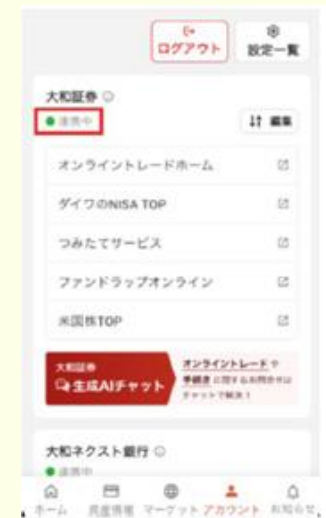 ログアウト
設定一覧
大和証券
連携中
編集
オンライントレードホーム
ダイワのNISA TOP
つみたてサービス
ファンドラップオンライン
米国株TOP
大和証券
生成AIチャット
オンライントレードや
手続きに関するお問合せは
チャットで解決！
大和ネクスト銀行
連携中
ホーム
資産情報
マーケット
アカウント
お知らせ